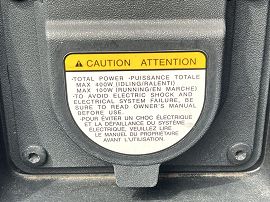 CAUTION ATTENTION
·TOTAL POWER ·PUISSANCE TOTALE
MAX 400W (IDLING/RALENTI)
MAX 100W (RUNNING/EN MARCHE)
·TO AVOID ELECTRIC SHOCK AND
ELECTRICAL SYSTEM FAILURE, BE
SURE TO READ OWNER'S MANUAL
BEFORE USE.
·POUR ÉVITER UN CHOC ÉLECTRIQUE
ET LA DÉFAILLANCE DU SYSTÈME
ÉLECTRIQUE, VEUILLEZ LIRE
LE MANUEL DU PROPRIÉTAIRE
AVANT L'UTILISATION.